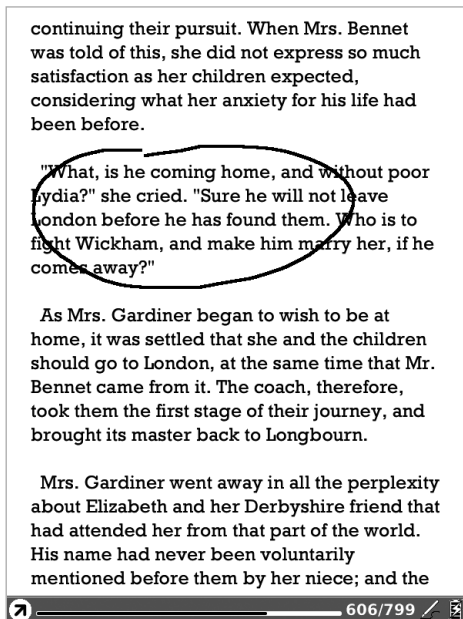 continuing their pursuit. When Mrs. Bennet
was told of this, she did not express so much
satisfaction as her children expected,
considering what her anxiety for his life had
been before.
"What, is he coming home, and without poor
Lydia?" she cried. "Sure he will not leave
London before he has found them. Who is to
fight Wickham, and make him marry her, if he
comes away?"
As Mrs. Gardiner began to wish to be at
home, it was settled that she and the children
should go to London, at the same time that Mr.
Bennet came from it. The coach, therefore,
took them the first stage of their journey, and
brought its master back to Longbourn.
Mrs. Gardiner went away in all the perplexity
about Elizabeth and her Derbyshire friend that
had attended her from that part of the world.
His name had never been voluntarily
mentioned before them by her niece; and the
606/799